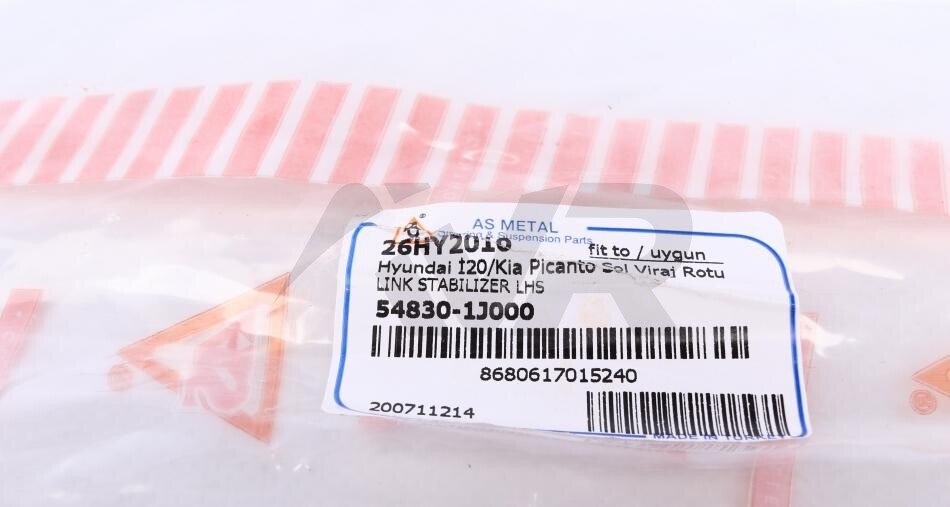 AS METAL
Steering & Suspension Parts
26HY2010
fit to / uygun
Hyundai İ20/Kia Picanto Sol Viraj Rotu
LINK STABILIZER LHS
54830-1J000
8680617015240
200711214
MADE IN TURKEY